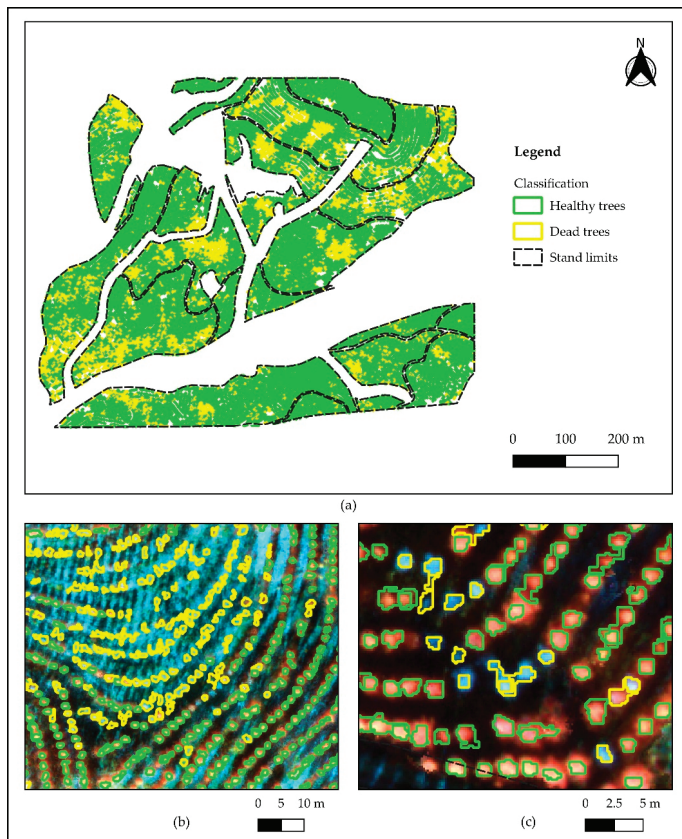 N
Legend
Classification
Healthy trees
Dead trees
Stand limits
0 100 200 m
(a)
(b)
0 5 10 m
(c)
0 2.5 5 m